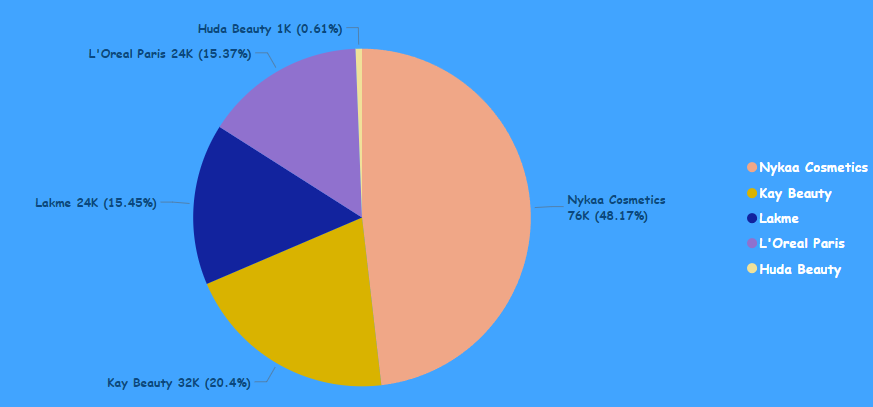 Huda Beauty 1K (0.61%)
L'Oreal Paris 24K (15.37%)
Lakme 24K (15.45%)
Nykaa Cosmetics
76K (48.17%)
Kay Beauty 32K (20.4%)
Nykaa Cosmetics
Kay Beauty
Lakme
L'Oreal Paris
Huda Beauty